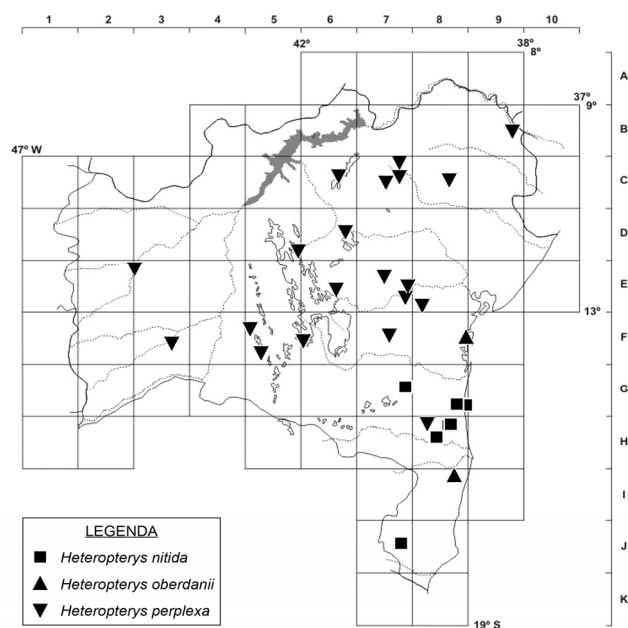 1 2 3 4 5 6 7 8 9 10
42° 38°
8°
A
37°
9°
B
47° W
C
D
E
13°
F
G
H
I
LEGENDA
Heteropterys nitida
J
Heteropterys oberdanii
Heteropterys perplexa
K
19° S